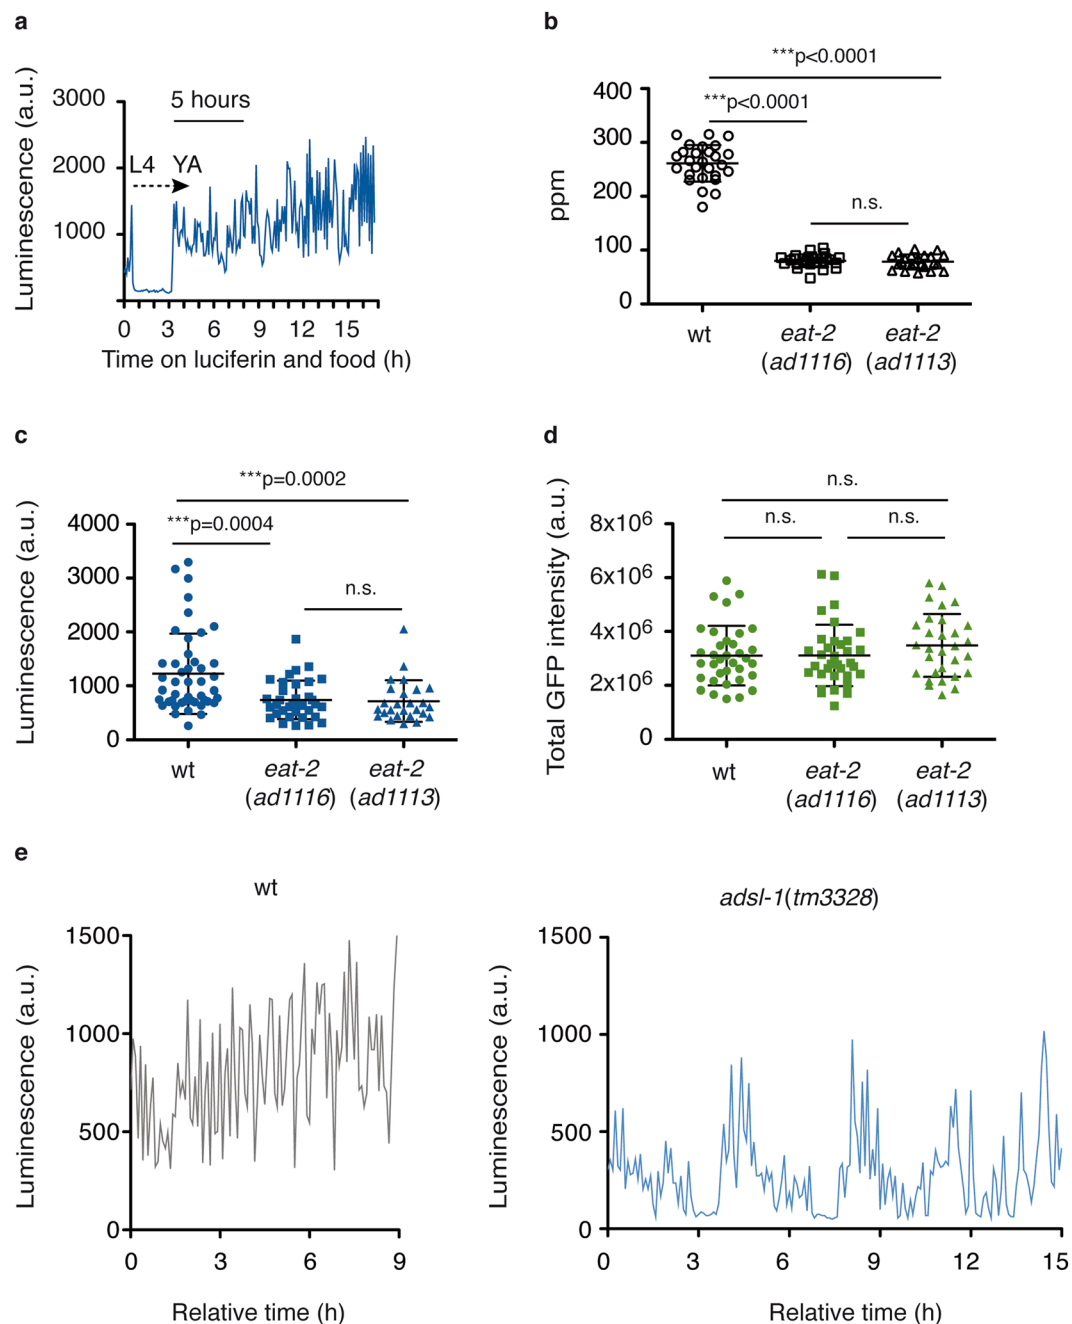 a
Luminescence (a.u.)
3000
2000
1000
0
5 hours
L4 YA
0 3 6 9 12 15
Time on luciferin and food (h)
b
***p<0.0001
***p<0.0001
n.s.
ppm
400
300
200
100
0
wt eat-2 eat-2
(ad1116) (ad1113)
c
***p=0.0002
***p=0.0004
n.s.
Luminescence (a.u.)
4000
3000
2000
1000
0
wt eat-2 eat-2
(ad1116) (ad1113)
d
n.s.
n.s. n.s.
Total GFP intensity (a.u.)
8x10⁶
6x10⁶
4x10⁶
2x10⁶
0
wt eat-2 eat-2
(ad1116) (ad1113)
e
wt
Luminescence (a.u.)
1500
1000
500
0
0 3 6 9
Relative time (h)
adsl-1(tm3328)
Luminescence (a.u.)
1500
1000
500
0
0 3 6 9 12 15
Relative time (h)